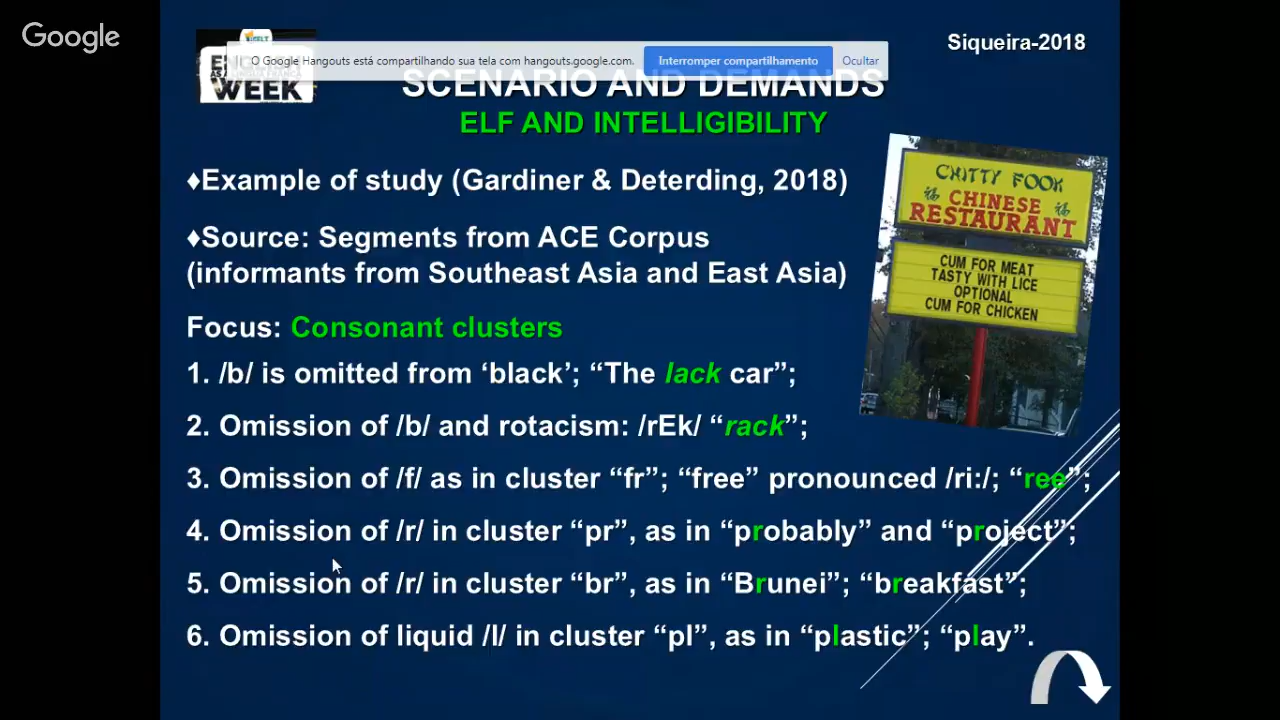 Google
Siqueira-2018
WEEK
O Google Hangouts está compartilhando sua tela com hangouts.google.com.
Interromper compartilhamento
Ocultar
SCENARIO AND DEMANDS
ELF AND INTELLIGIBILITY
♦Example of study (Gardiner & Deterding, 2018)
♦Source: Segments from ACE Corpus
(informants from Southeast Asia and East Asia)
Focus: Consonant clusters
1. /b/ is omitted from ‘black’; “The lack car”;
2. Omission of /b/ and rotacism: /rEk/ “rack”;
3. Omission of /f/ as in cluster “fr”; “free” pronounced /ri:/; “ree”;
4. Omission of /r/ in cluster “pr”, as in “probably” and “project”;
5. Omission of /r/ in cluster “br”, as in “Brunei”; “breakfast”;
6. Omission of liquid /l/ in cluster “pl”, as in “plastic”; “play”.
CHITTY FOOK
CHINESE
RESTAURANT
CUM FOR MEAT
TASTY WITH LICE
OPTIONAL
CUM FOR CHICKEN